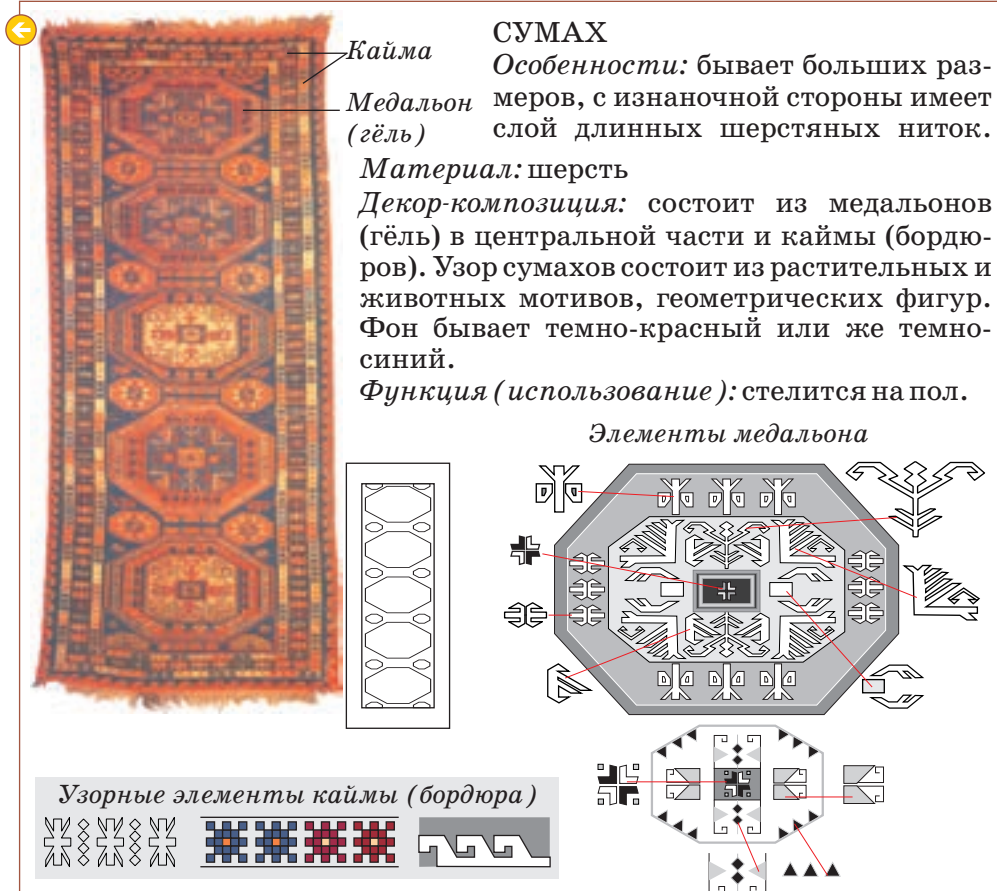 СУМАХ
Кайма
Особенности: бывает больших раз-
Медальон
(гёль)
меров, с изнаночной стороны имеет
слой длинных шерстяных ниток.
Материал: шерсть
Декор-композиция: состоит из медальонов
(гёль) в центральной части и каймы (бордю-
ров). Узор сумахов состоит из растительных и
животных мотивов, геометрических фигур.
Фон бывает темно-красный или же темно-
синий.
Функция (использование): стелится на пол.
Элементы медальона
Узорные элементы каймы (бордюра)